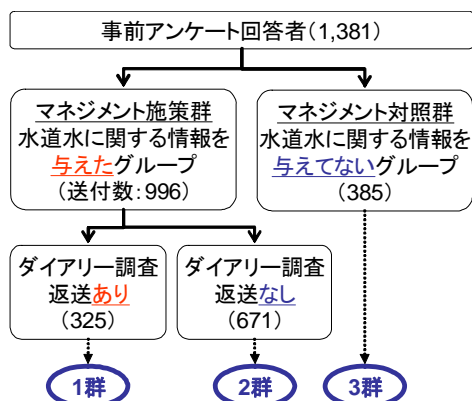 事前アンケート回答者(1,381)
マネジメント施策群
水道水に関する情報を
与えたグループ
(送付数:996)
マネジメント対照群
水道水に関する情報を
与えてないグループ
(385)
ダイアリー調査
返送あり
(325)
ダイアリー調査
返送なし
(671)
1群
2群
3群